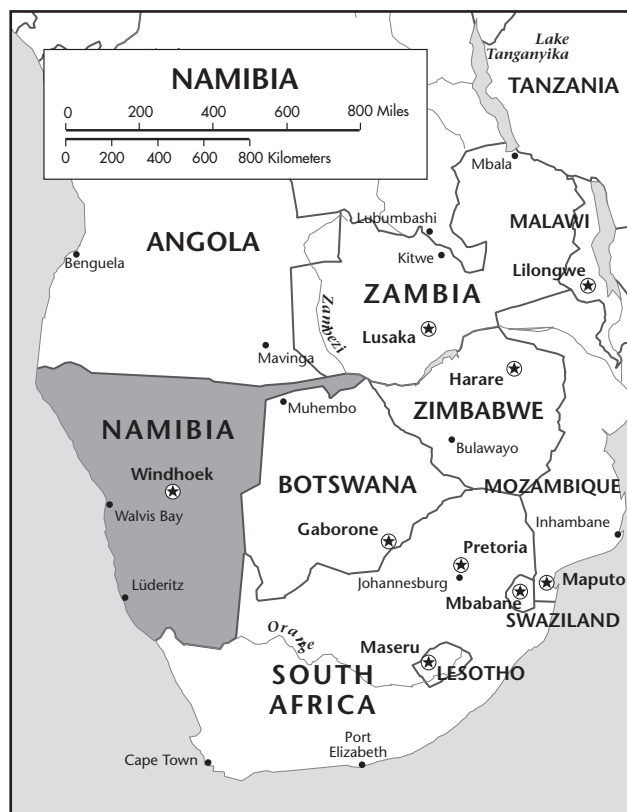 NAMIBIA
0 200 400 600 800 Miles
0 200 400 600 800 Kilometers
Lake
Tanganyika
TANZANIA
Mbala
MALAWI
Lubumbashi
ANGOLA
Kitwe
Benguela
Lilongwe
ZAMBIA
Zambezi
Lusaka
Mavinga
Harare
Muhembo
ZIMBABWE
NAMIBIA
Bulawayo
Windhoek
BOTSWANA
MOZAMBIQUE
Walvis Bay
Inhambane
Gaborone
Pretoria
Johannesburg
Maputo
Lüderitz
Mbabane
SWAZILAND
Orange
Maseru
SOUTH
AFRICA
LESOTHO
Port
Elizabeth
Cape Town